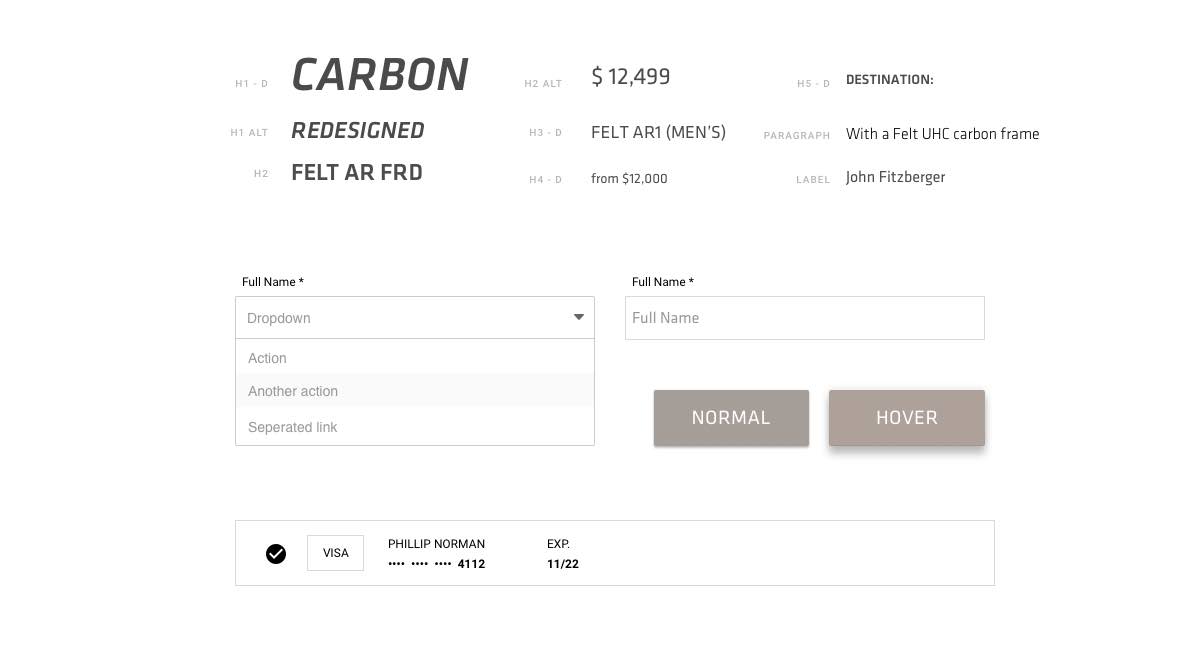 H1 - D CARBON H2 ALT $ 12,499 H5 - D DESTINATION:
H1 ALT REDESIGNED H3 - D FELT AR1 (MEN'S) PARAGRAPH With a Felt UHC carbon frame
H2 FELT AR FRD H4 - D from $12,000 LABEL John Fitzberger
Full Name * Full Name *
Dropdown Full Name
Action
Another action
Seperated link
NORMAL HOVER
VISA PHILLIP NORMAN EXP.
•••• •••• •••• 4112 11/22